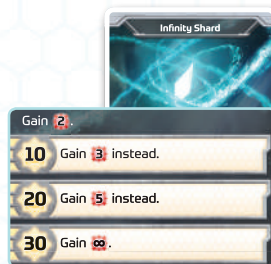 Infinity Shard
Gain 2.
10 Gain 3 instead.
20 Gain 5 instead.
30 Gain ∞.